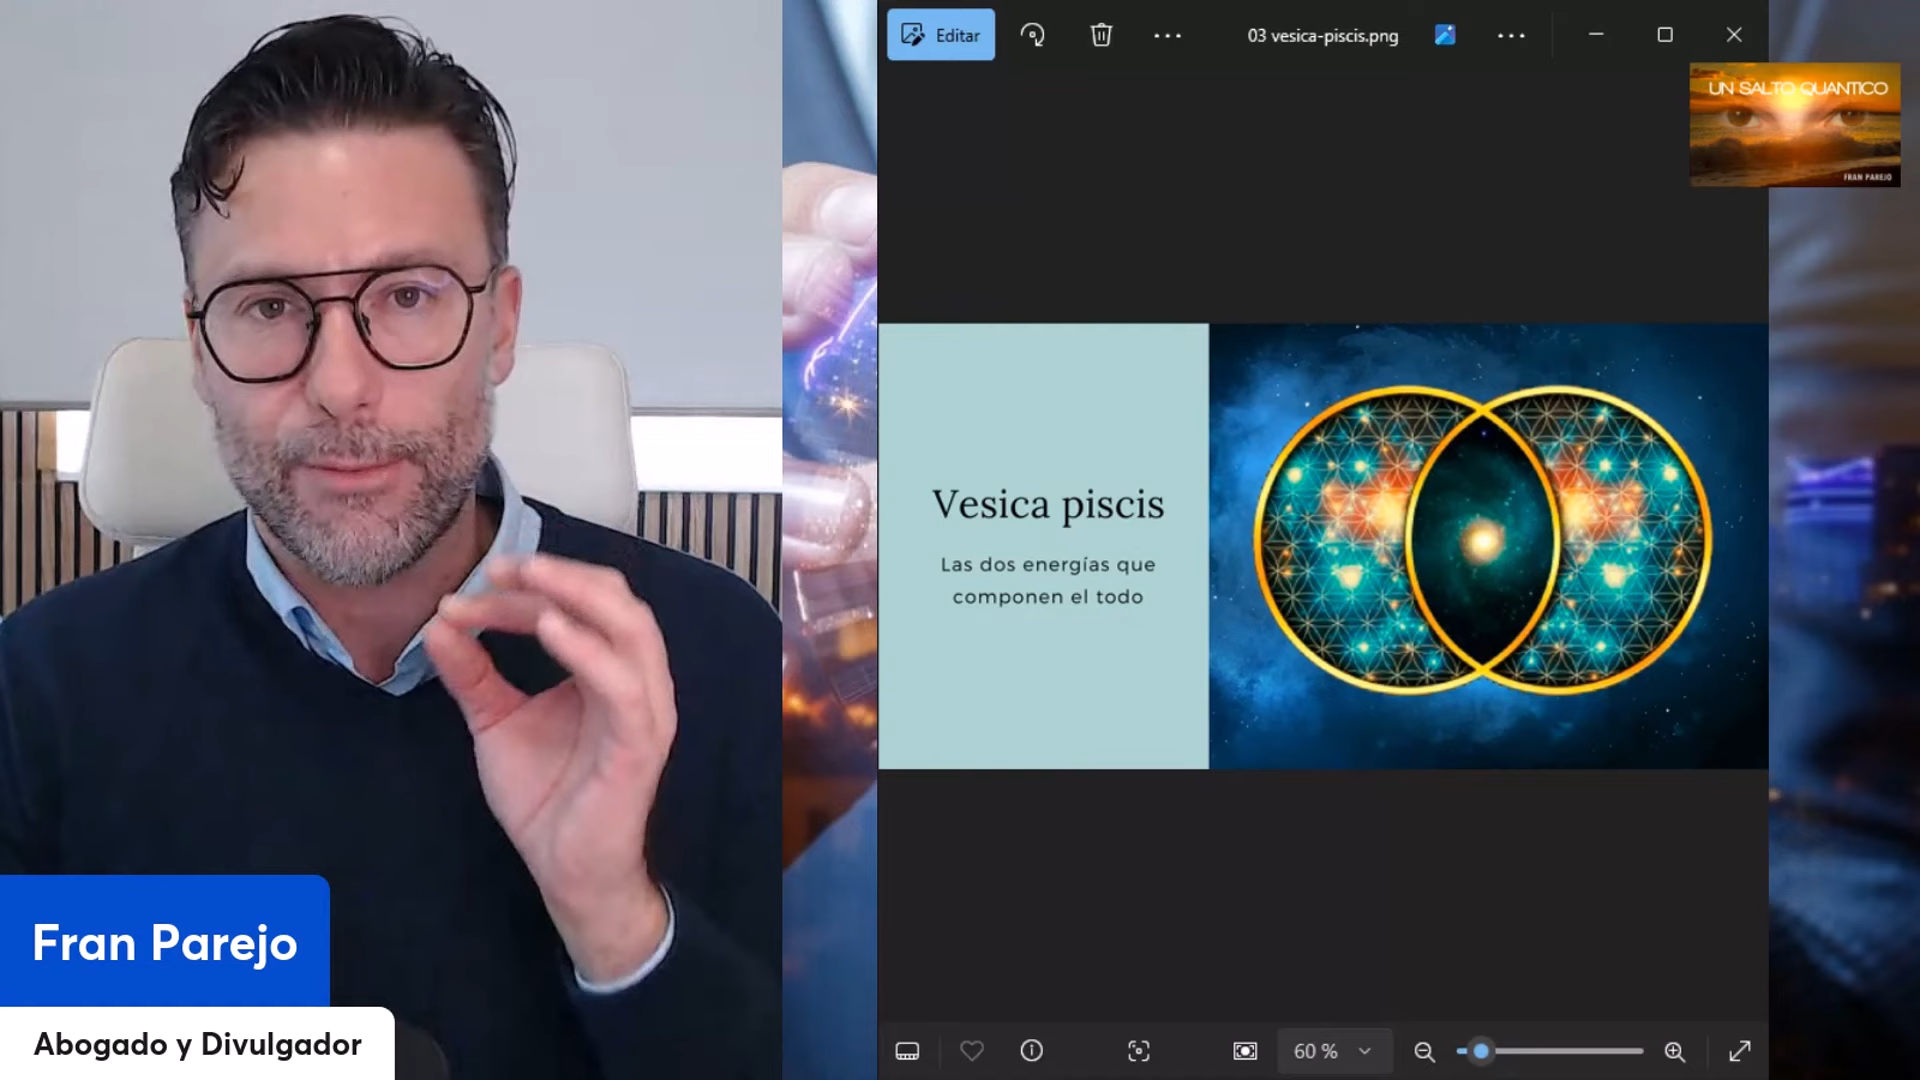 Editar
03 vesica-piscis.png
UN SALTO QUANTICO
FRAN PAREJO
Vesica piscis
Las dos energías que
componen el todo
Fran Parejo
Abogado y Divulgador
60 %